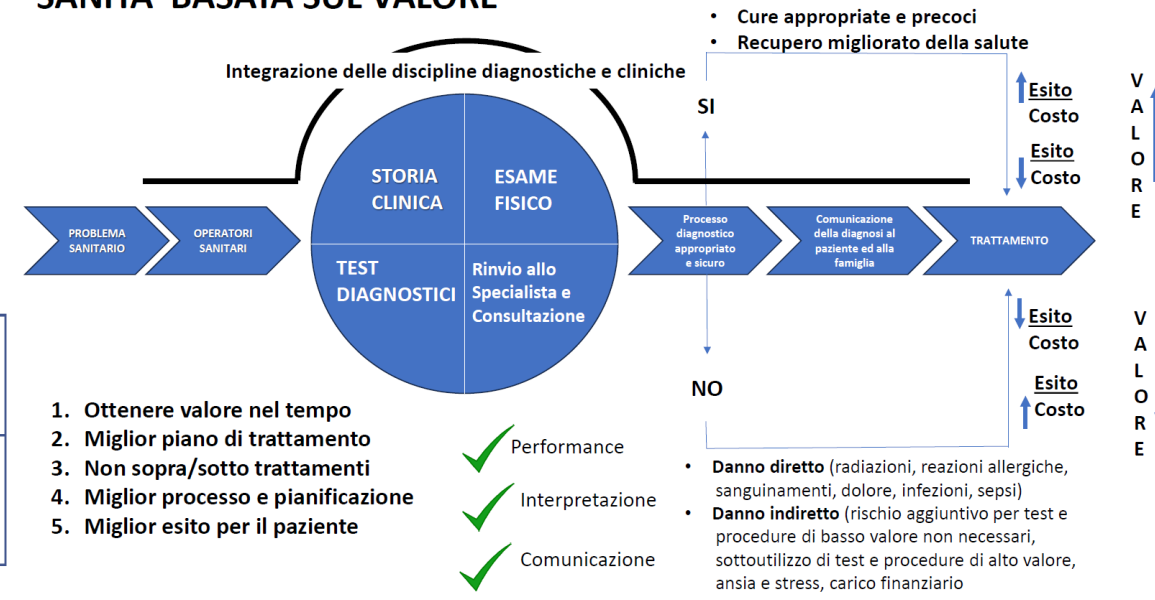 SANITA' BASATA SUL VALORE
• Cure appropriate e precoci
• Recupero migliorato della salute
Integrazione delle discipline diagnostiche e cliniche
SI
Esito
Costo
Esito
Costo
V
A
L
O
R
E
PROBLEMA
SANITARIO
OPERATORI
SANITARI
STORIA
CLINICA
ESAME
FISICO
TEST
DIAGNOSTICI
Rinvio allo
Specialista e
Consultazione
Processo
diagnostico
appropriato
e sicuro
Comunicazione
della diagnosi al
paziente ed alla
famiglia
TRATTAMENTO
NO
Esito
Costo
Esito
Costo
V
A
L
O
R
E
1. Ottenere valore nel tempo
2. Miglior piano di trattamento
3. Non sopra/sotto trattamenti
4. Miglior processo e pianificazione
5. Miglior esito per il paziente
Performance
Interpretazione
Comunicazione
• Danno diretto (radiazioni, reazioni allergiche,
sanguinamenti, dolore, infezioni, sepsi)
• Danno indiretto (rischio aggiuntivo per test e
procedure di basso valore non necessari,
sottoutilizzo di test e procedure di alto valore,
ansia e stress, carico finanziario